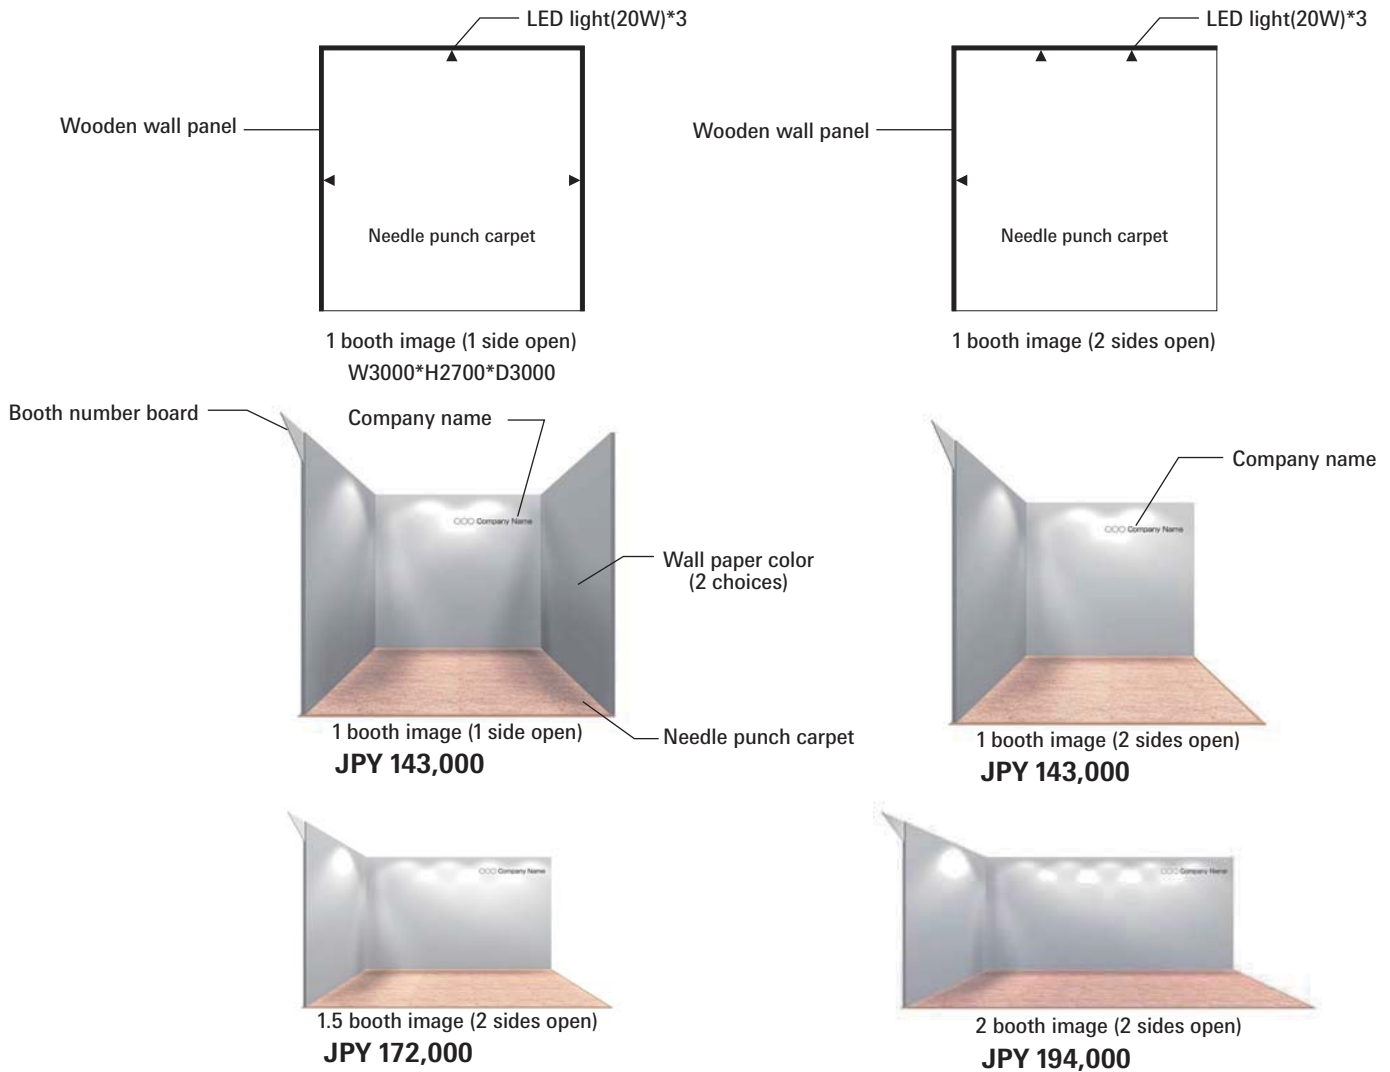 LED light(20W)*3
LED light(20W)*3
Wooden wall panel
Wooden wall panel
Needle punch carpet
Needle punch carpet
1 booth image (1 side open)
W3000*H2700*D3000
1 booth image (2 sides open)
Booth number board
Company name
Company name
○○○ Company Name
○○○ Company Name
Wall paper color
(2 choices)
Needle punch carpet
1 booth image (1 side open)
JPY 143,000
1 booth image (2 sides open)
JPY 143,000
○○○ Company Name
○○○ Company Name
1.5 booth image (2 sides open)
JPY 172,000
2 booth image (2 sides open)
JPY 194,000